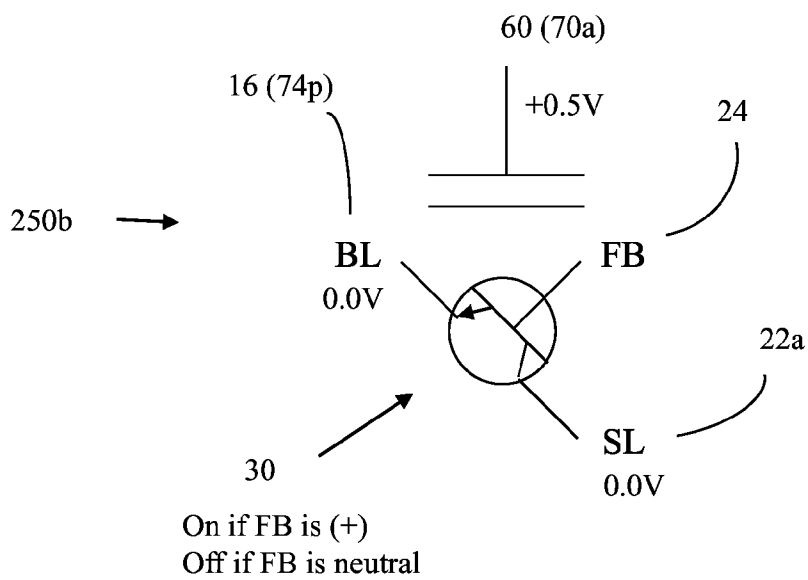 60 (70a)
16 (74p)
+0.5V
24
250b
BL
FB
0.0V
22a
SL
0.0V
30
On if FB is (+)
Off if FB is neutral